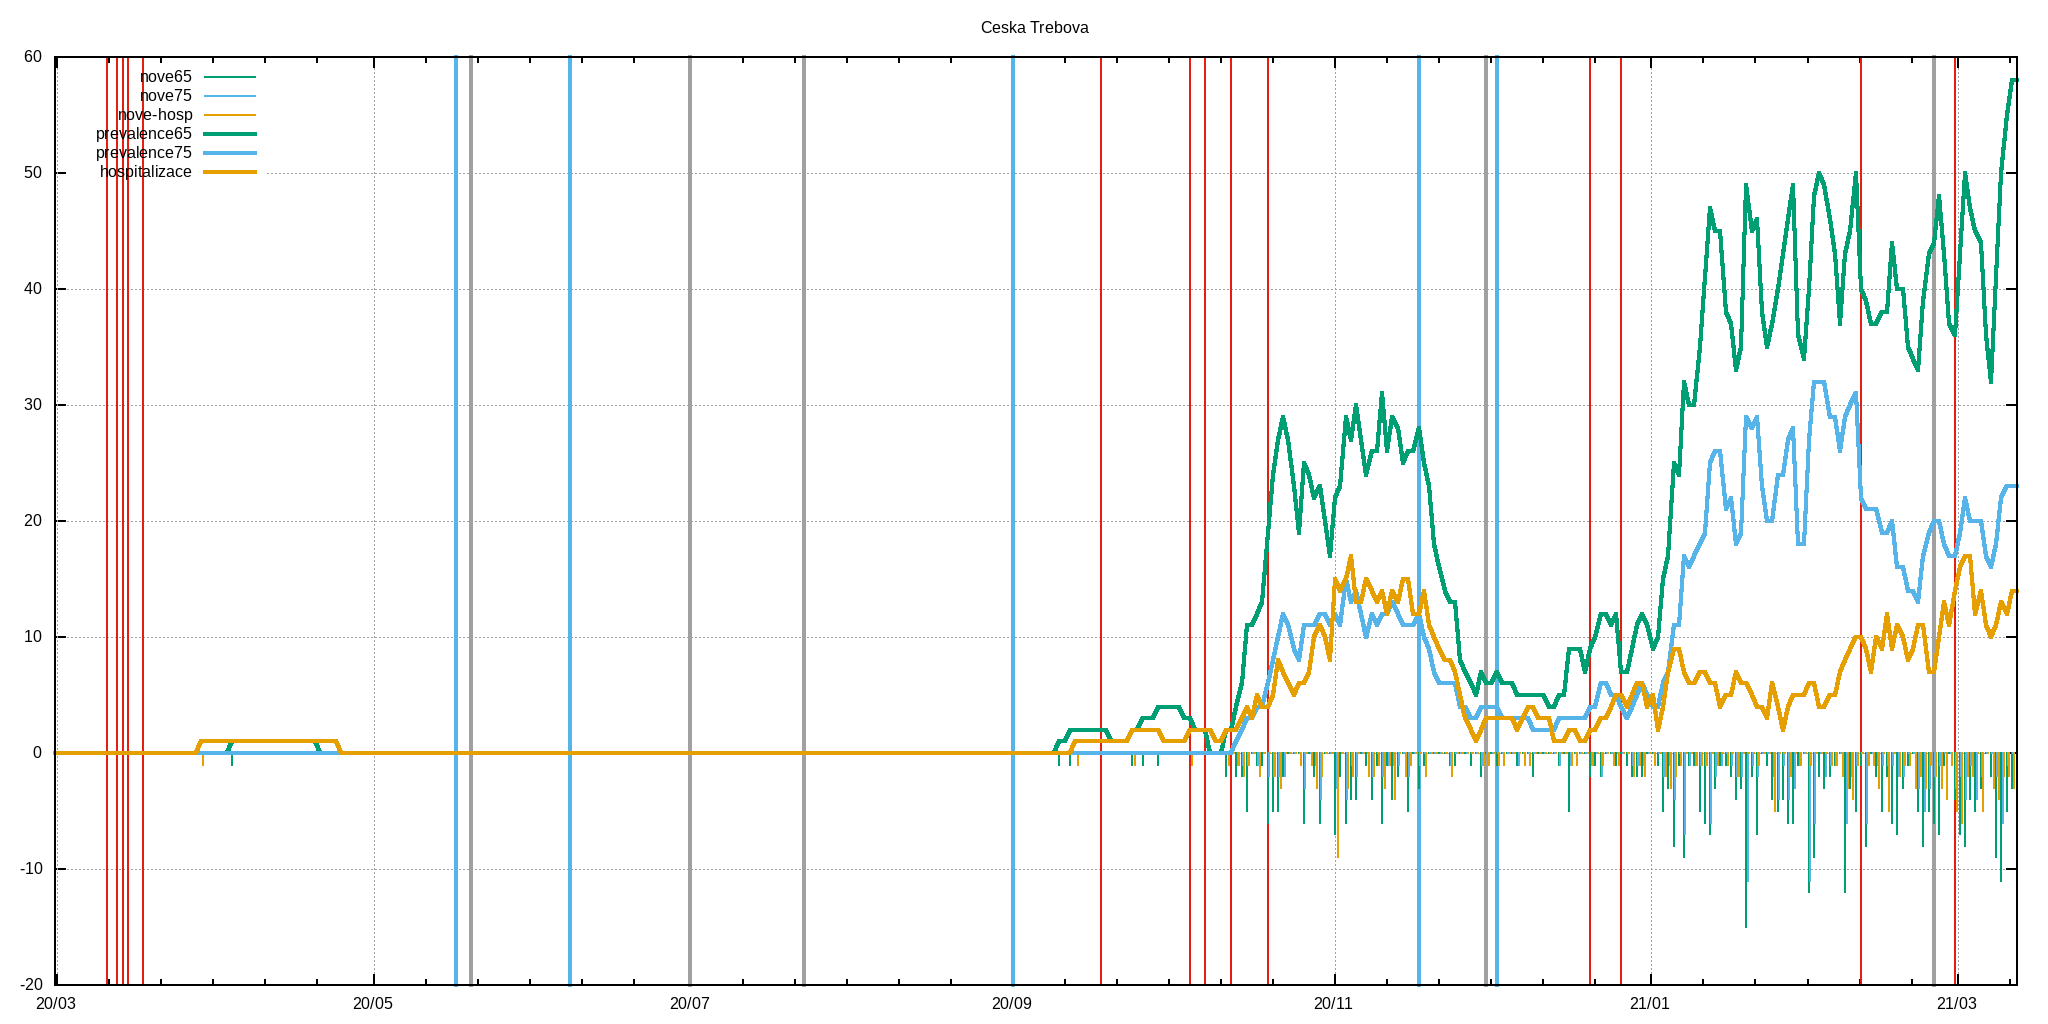 Ceska Trebova
60
50
40
30
20
10
0
-10
-20
nove65
nove75
nove-hosp
prevalence65
prevalence75
hospitalizace
20/03 20/05 20/07 20/09 20/11 21/01 21/03